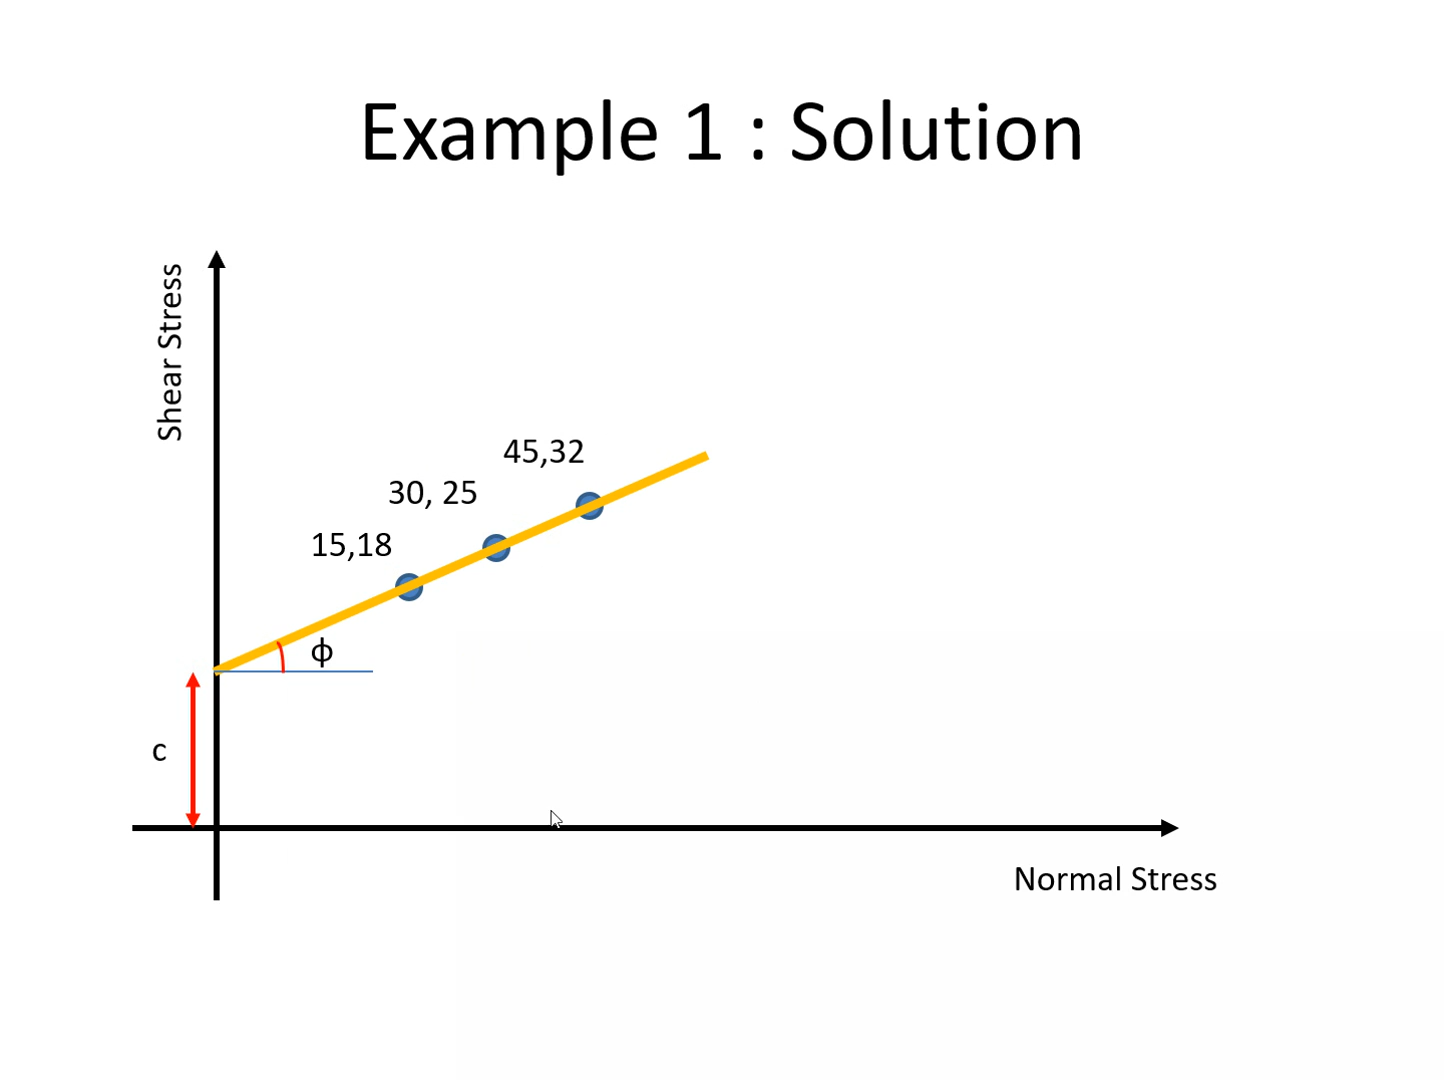 Example 1 : Solution
Shear Stress
45,32
30, 25
15,18
ϕ
c
Normal Stress